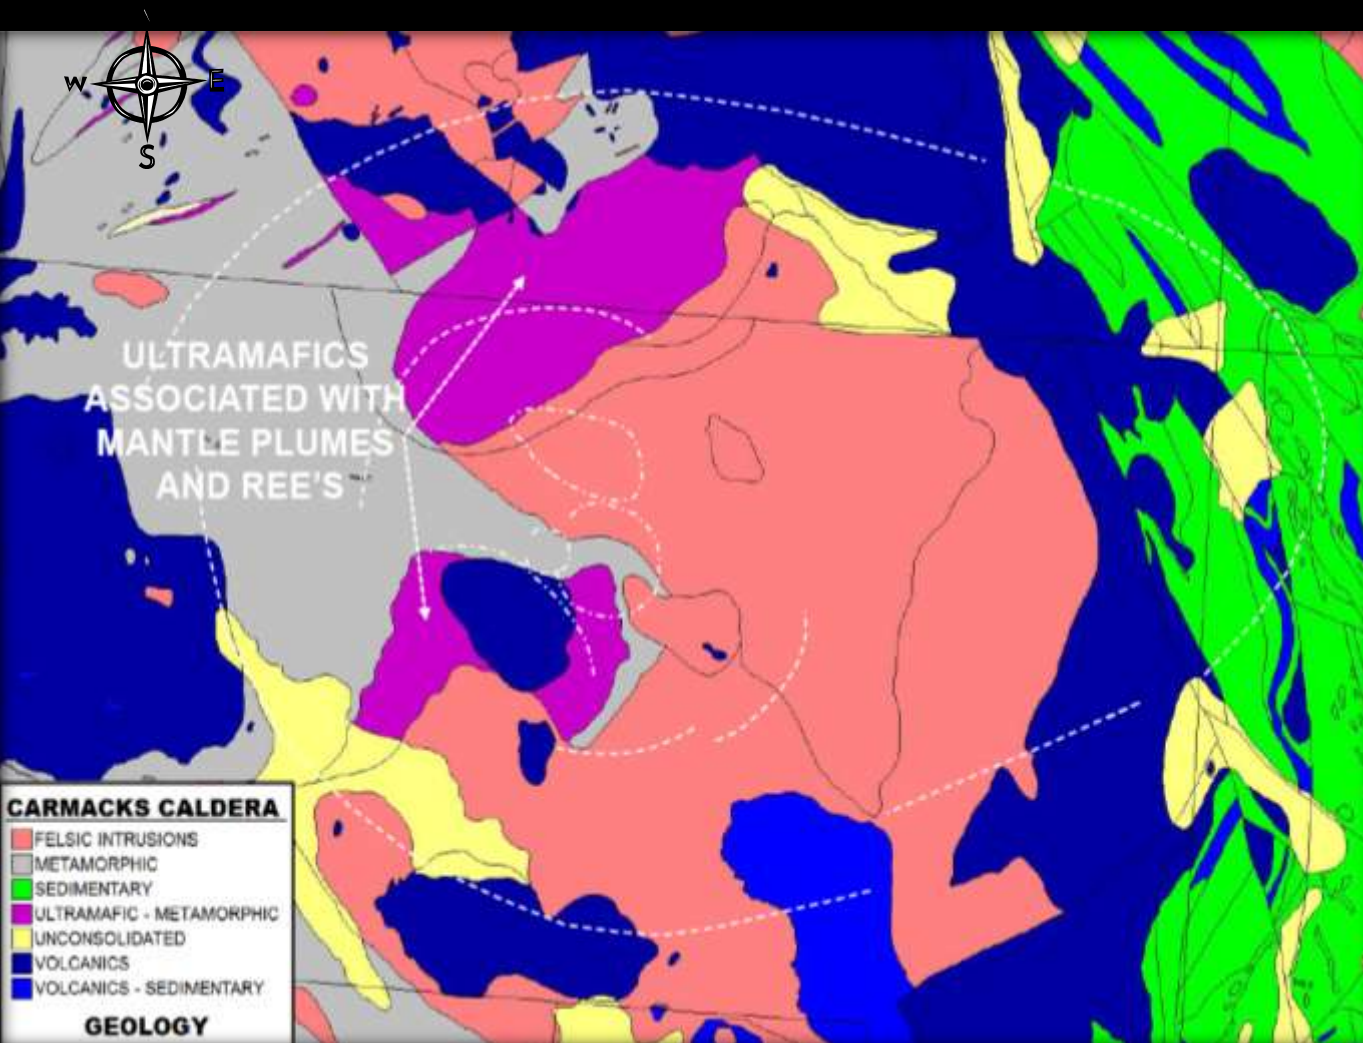 W E
S
ULTRAMAFICS
ASSOCIATED WITH
MANTLE PLUMES
AND REE'S
CARMACKS CALDERA
FELSIC INTRUSIONS
METAMORPHIC
SEDIMENTARY
ULTRAMAFIC - METAMORPHIC
UNCONSOLIDATED
VOLCANICS
VOLCANICS - SEDIMENTARY
GEOLOGY